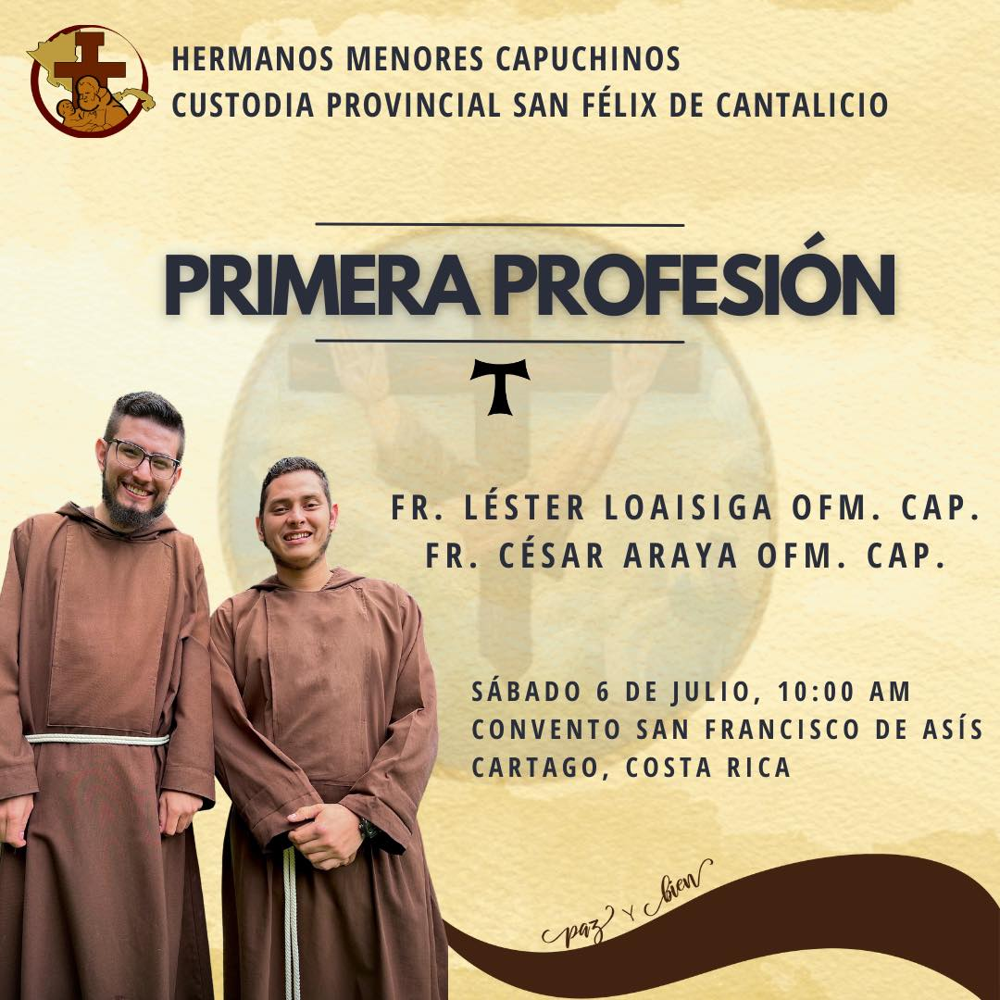 HERMANOS MENORES CAPUCHINOS
CUSTODIA PROVINCIAL SAN FÉLIX DE CANTALICIO
PRIMERA PROFESIÓN
FR. LÉSTER LOAISIGA OFM. CAP.
FR. CÉSAR ARAYA OFM. CAP.
SÁBADO 6 DE JULIO, 10:00 AM
CONVENTO SAN FRANCISCO DE ASÍS
CARTAGO, COSTA RICA
paz Y bien